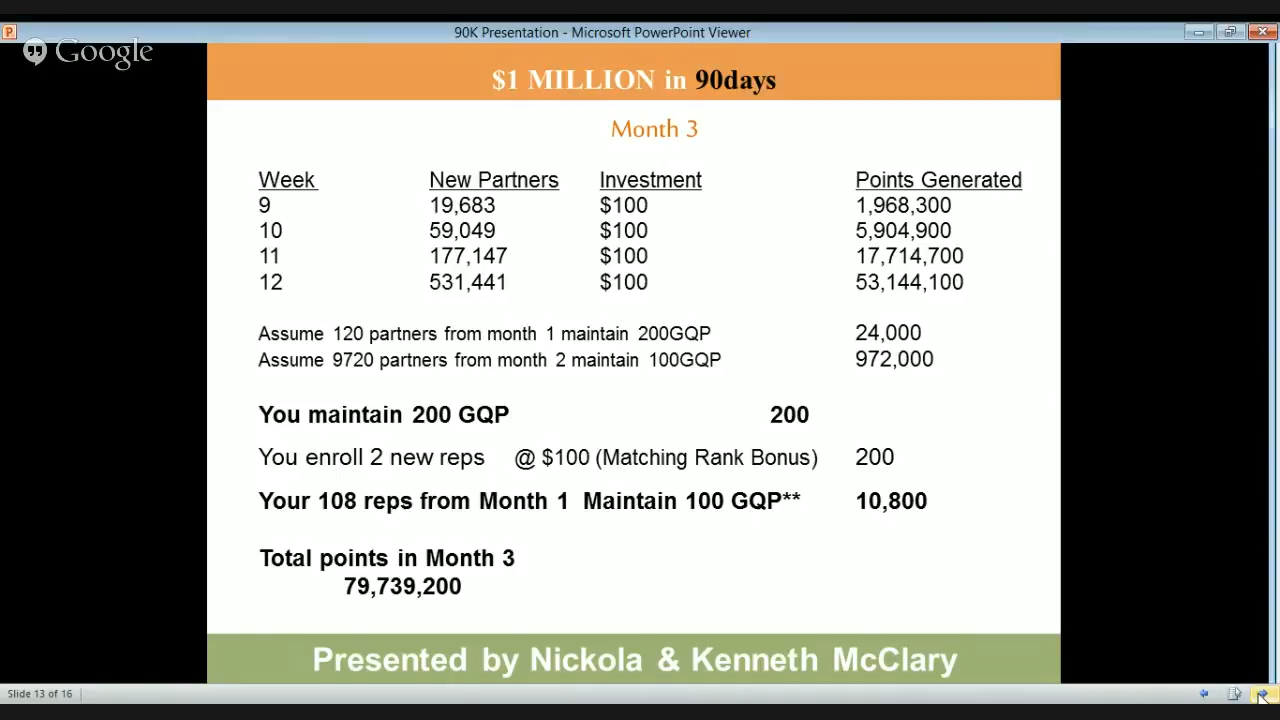 90K Presentation - Microsoft PowerPoint Viewer
Google
$1 MILLION in 90days
Month 3
Week New Partners Investment Points Generated
9 19,683 $100 1,968,300
10 59,049 $100 5,904,900
11 177,147 $100 17,714,700
12 531,441 $100 53,144,100
Assume 120 partners from month 1 maintain 200GQP 24,000
Assume 9720 partners from month 2 maintain 100GQP 972,000
You maintain 200 GQP 200
You enroll 2 new reps @ $100 (Matching Rank Bonus) 200
Your 108 reps from Month 1 Maintain 100 GQP** 10,800
Total points in Month 3
79,739,200
Presented by Nickola & Kenneth McClary
Slide 13 of 16